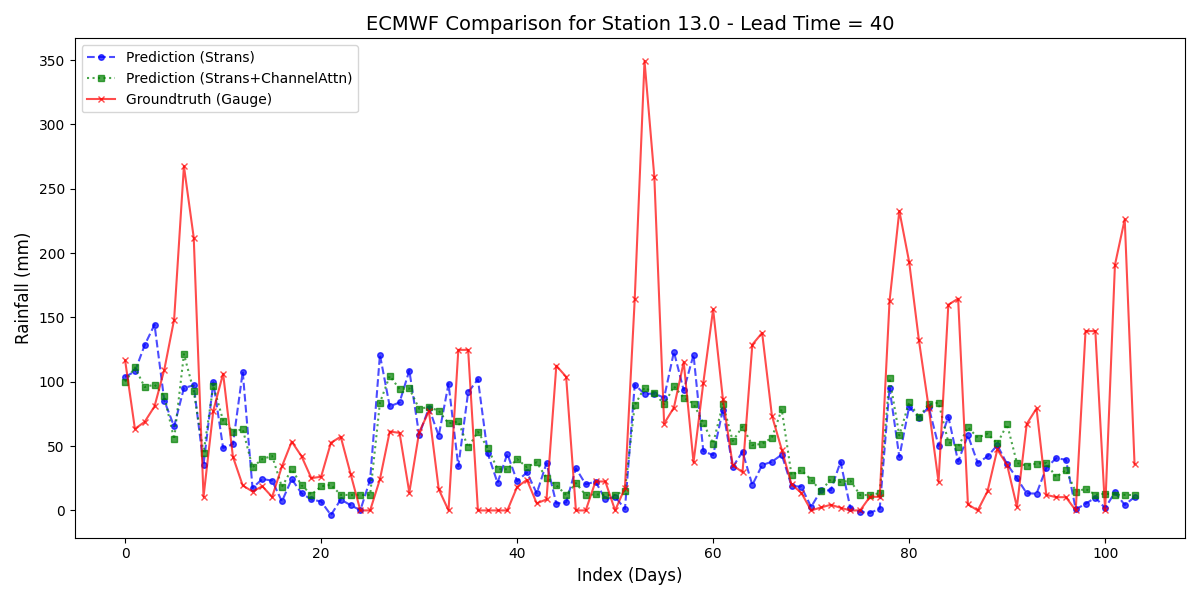 ECMWF Comparison for Station 13.0 - Lead Time = 40
Prediction (Strans)
Prediction (Strans+ChannelAttn)
Groundtruth (Gauge)
Rainfall (mm)
350
300
250
200
150
100
50
0
0
20
40
60
80
100
Index (Days)